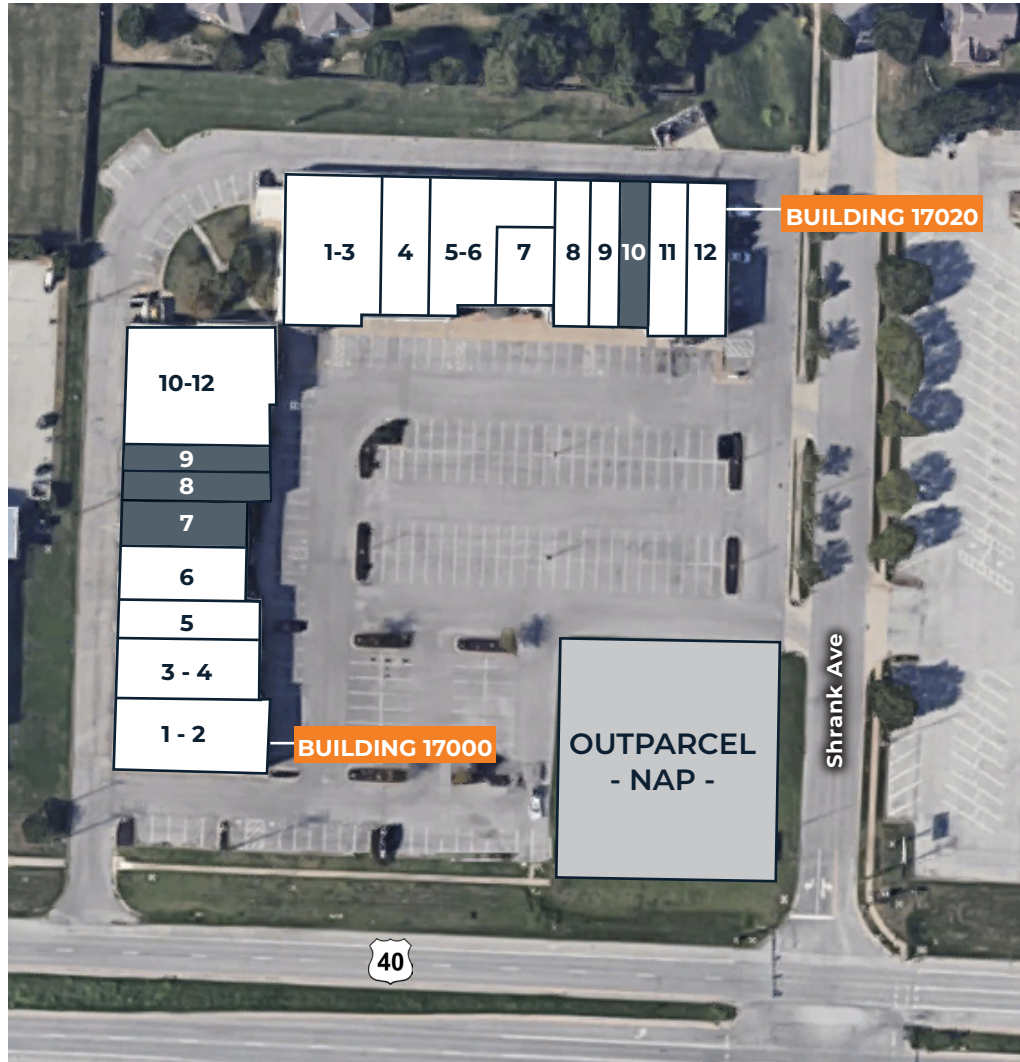 BUILDING 17020
1-3
4
5-6
7
8
9
10
11
12
10-12
9
8
7
6
5
3 - 4
1 - 2
BUILDING 17000
OUTPARCEL
- NAP -
Shrank Ave
40